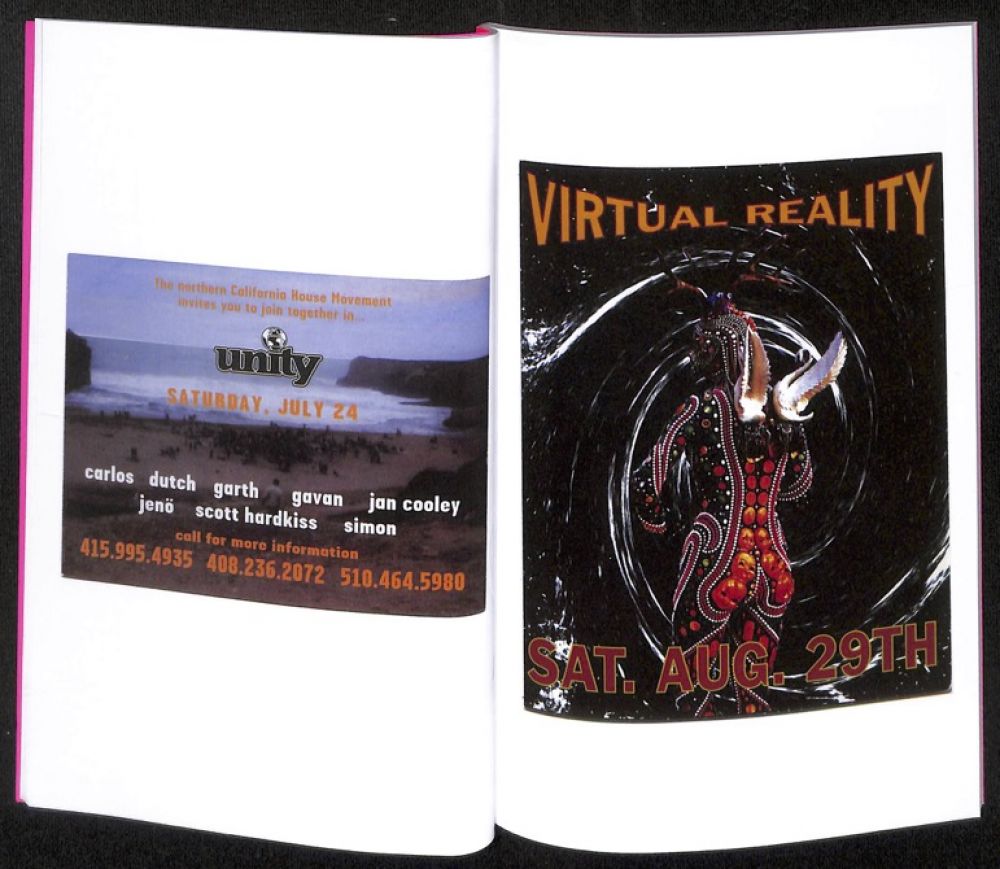 The northern California House Movement
invites you to join together in...
unity
SATURDAY, JULY 24
carlos dutch garth gavan jan cooley
jenö scott hardkiss simon
call for more information
415.995.4935 408.236.2072 510.464.5980
VIRTUAL REALITY
SAT. AUG. 29TH